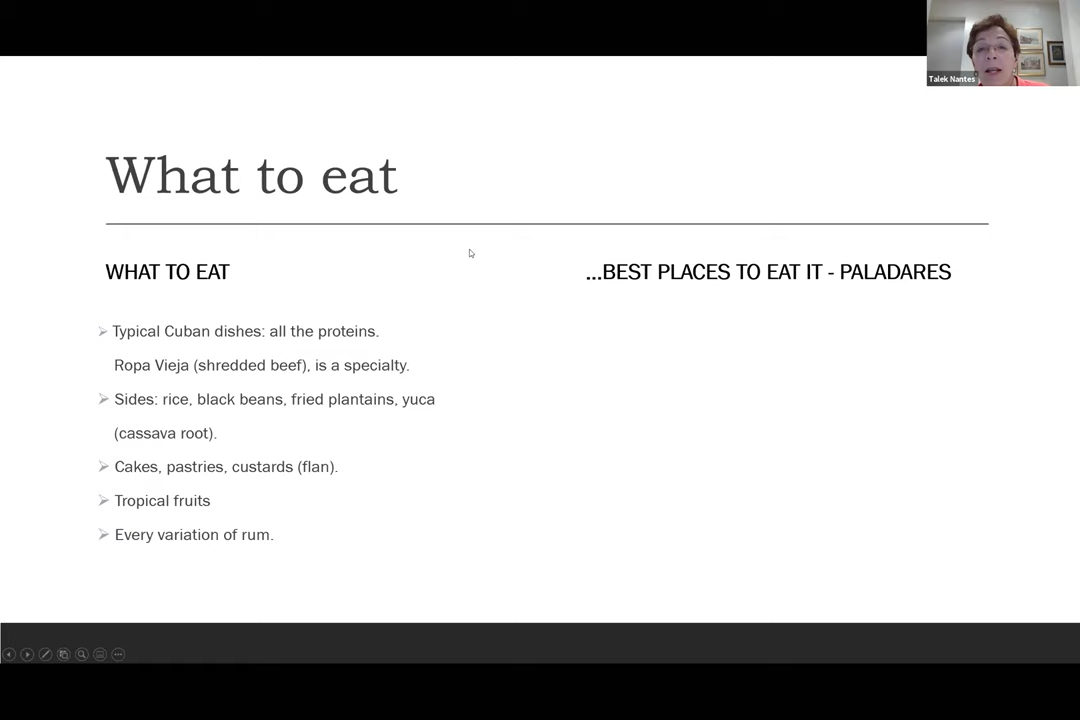 Talek Nantes
What to eat
WHAT TO EAT
...BEST PLACES TO EAT IT - PALADARES
Typical Cuban dishes: all the proteins.
Ropa Vieja (shredded beef), is a specialty.
Sides: rice, black beans, fried plantains, yuca
(cassava root).
Cakes, pastries, custards (flan).
Tropical fruits
Every variation of rum.